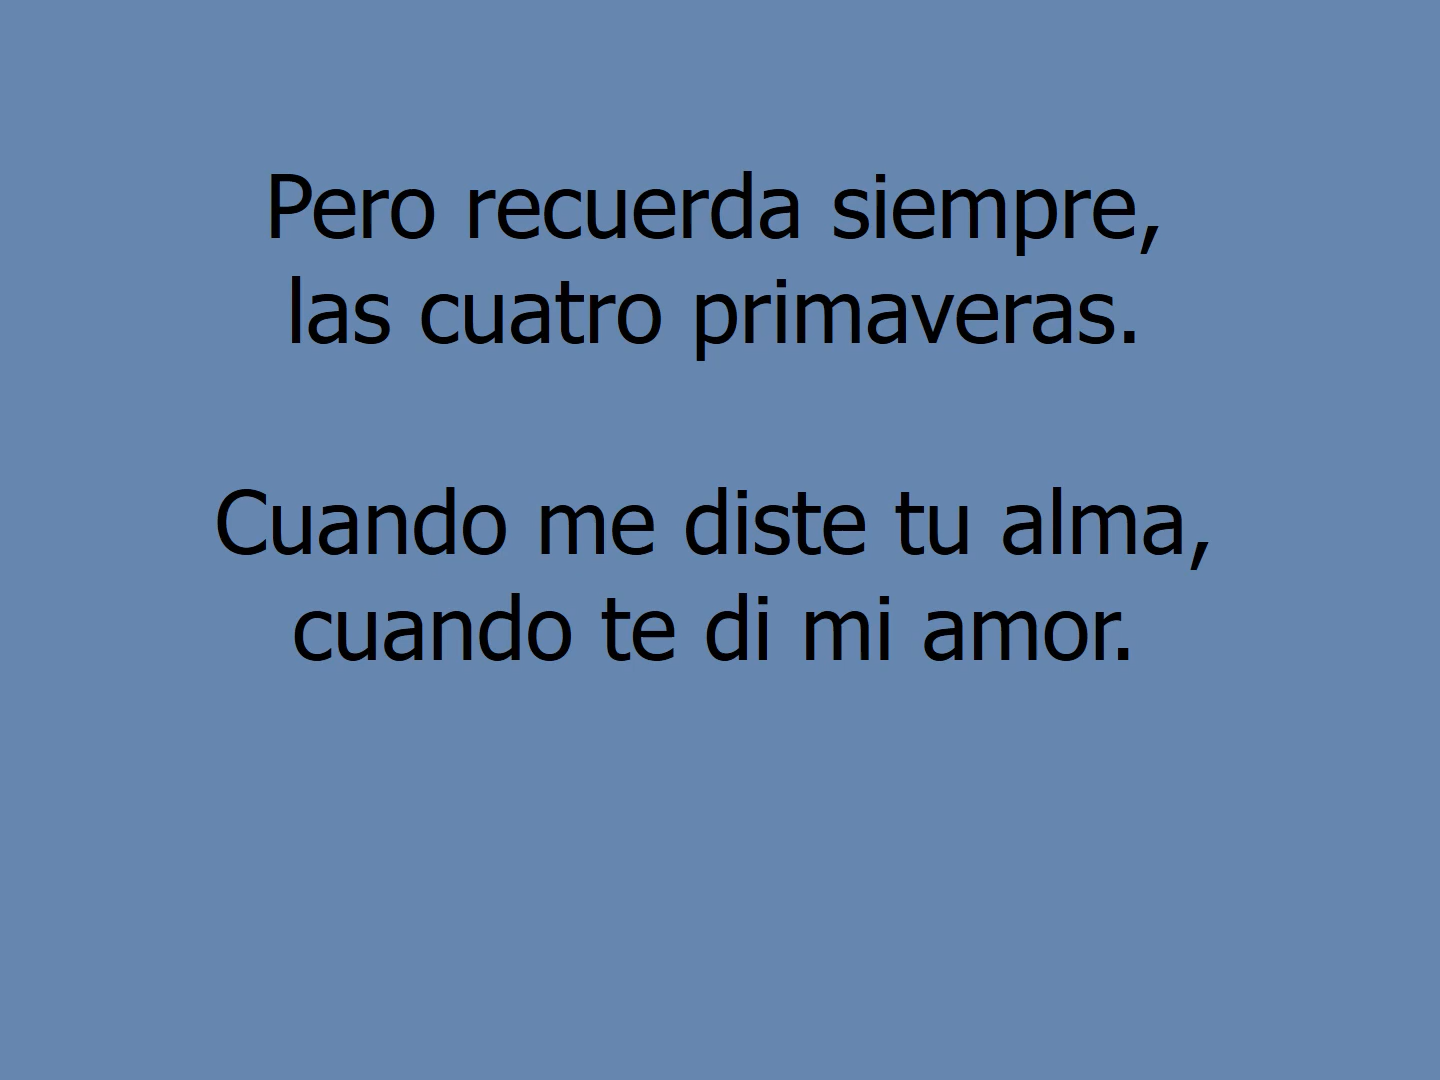 Pero recuerda siempre,
las cuatro primaveras.
Cuando me diste tu alma,
cuando te di mi amor.